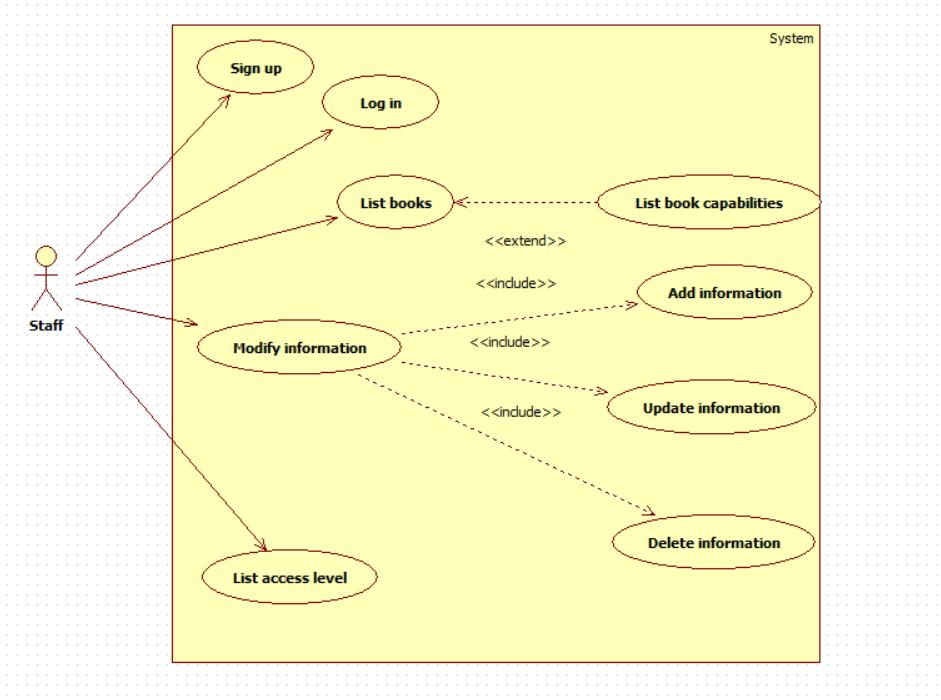 System
Sign up
Log in
List books
List book capabilities
<<extend>>
<<include>>
Add information
Staff
<<include>>
Modify information
Update information
<<include>>
Delete information
List access level